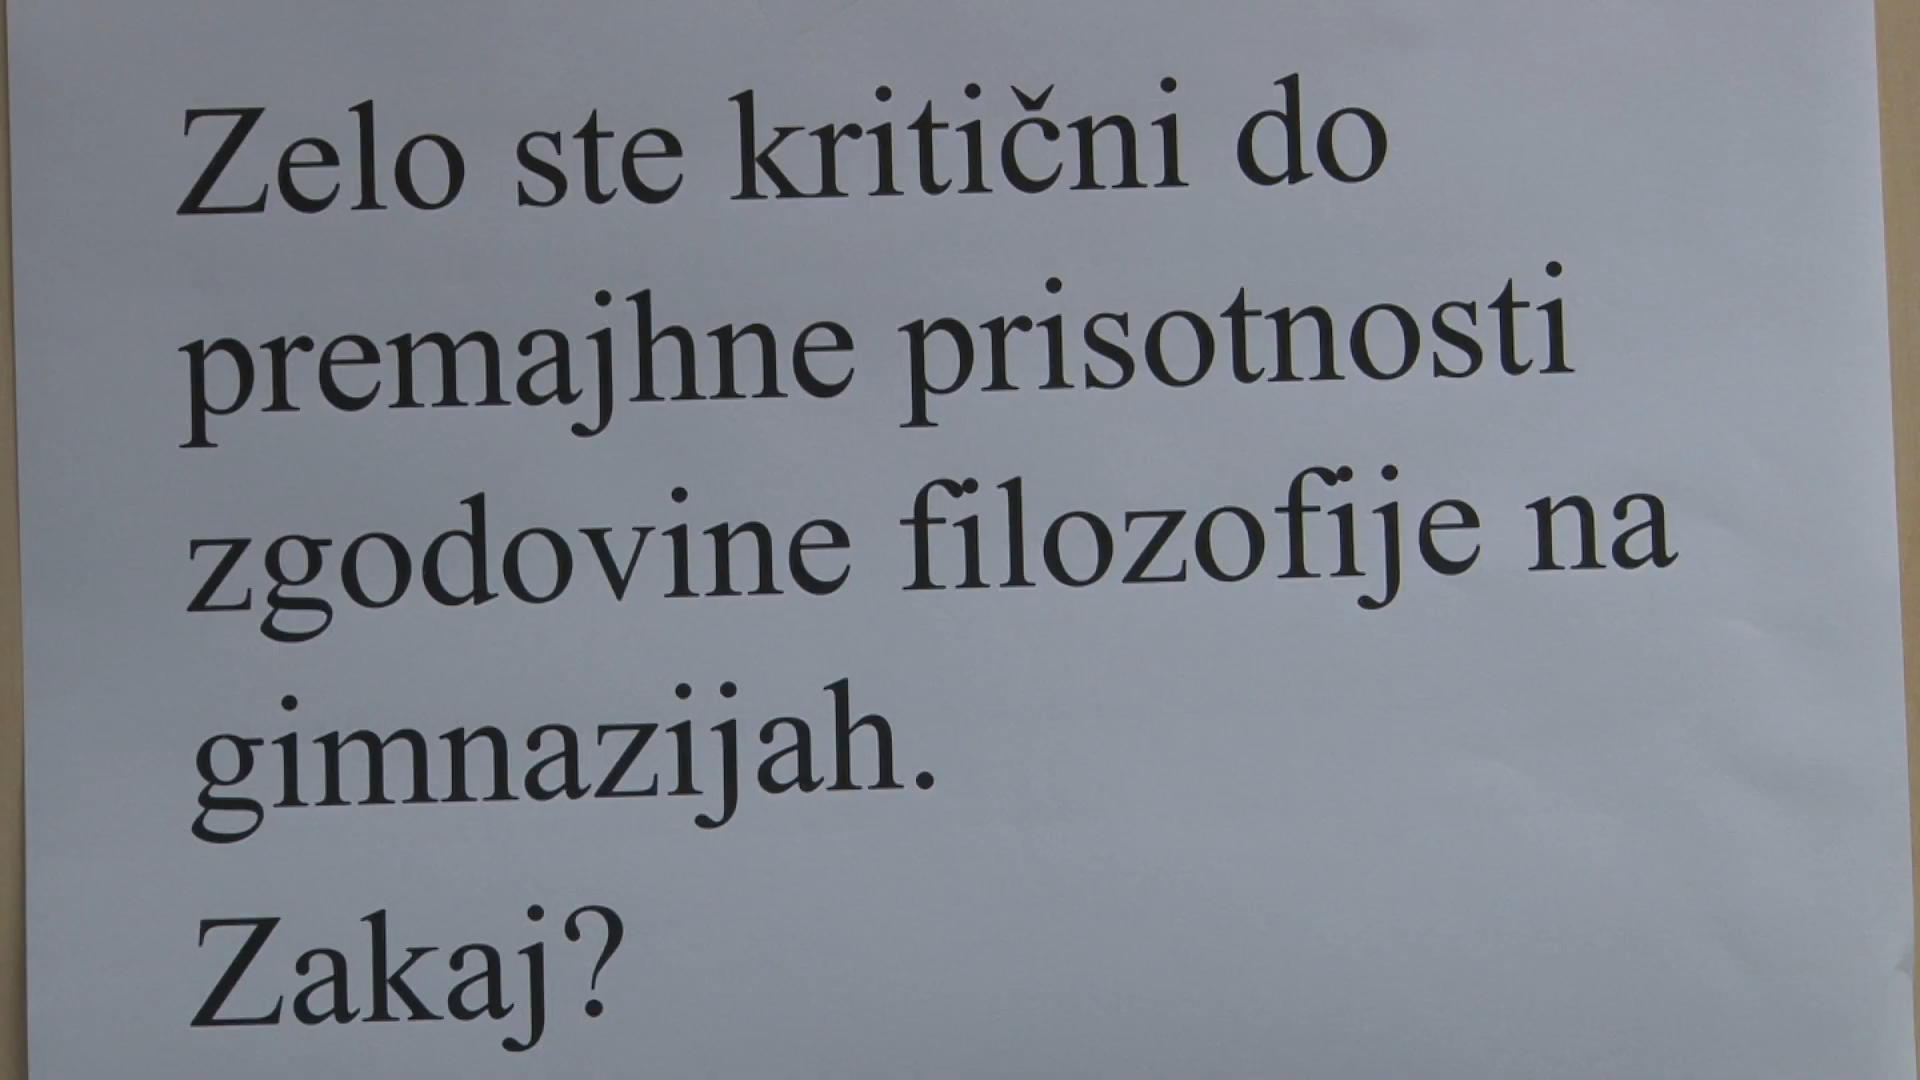 Zelo ste kritični do
premajhne prisotnosti
zgodovine filozofije na
gimnazijah.
Zakaj?